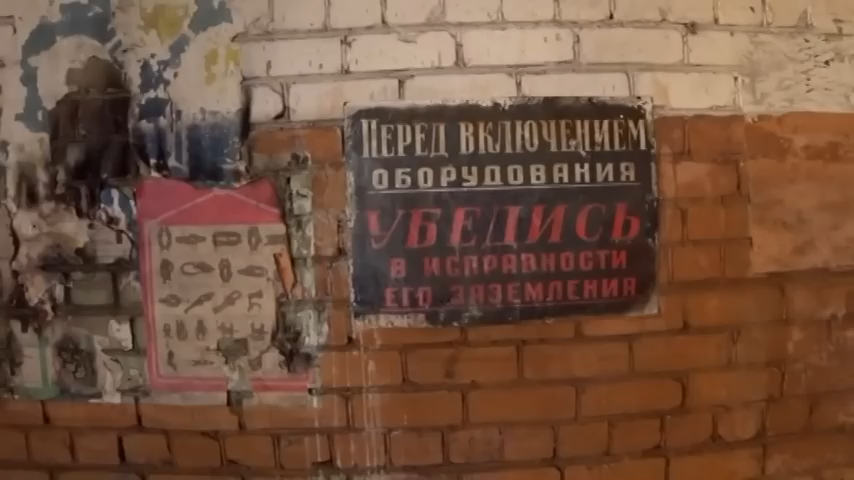 ПЕРЕД ВКЛЮЧЕНИЕМ
ОБОРУДОВАНИЯ
УБЕДИСЬ
В ИСПРАВНОСТИ
ЕГО ЗАЗЕМЛЕНИЯ